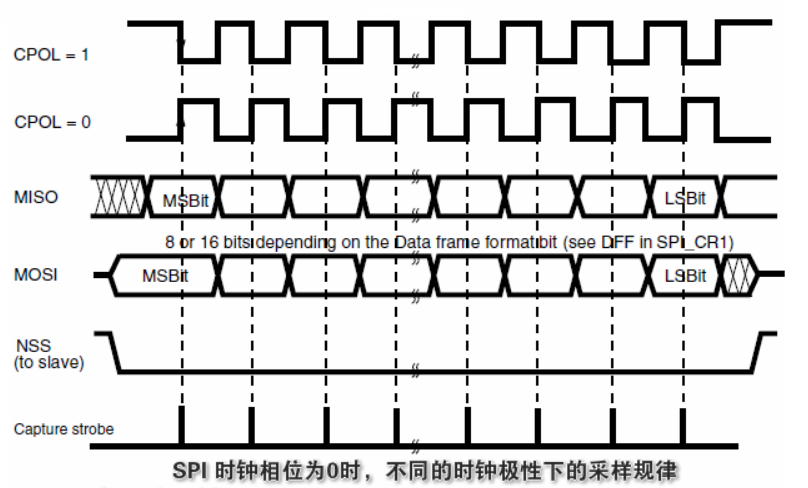 CPOL = 1
CPOL = 0
MISO
MSBit
LSBit
8 or 16 bits depending on the Data frame format bit (see DFF in SPI_CR1)
MOSI
MSBit
LSBit
NSS
(to slave)
Capture strobe
SPI 时钟相位为0时，不同的时钟极性下的采样规律